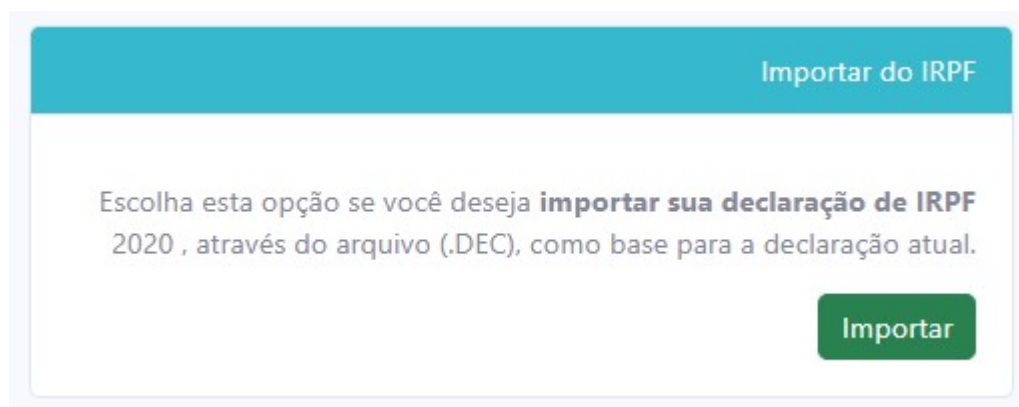 Importar do IRPF
Escolha esta opção se você deseja importar sua declaração de IRPF
2020 , através do arquivo (.DEC), como base para a declaração atual.
Importar